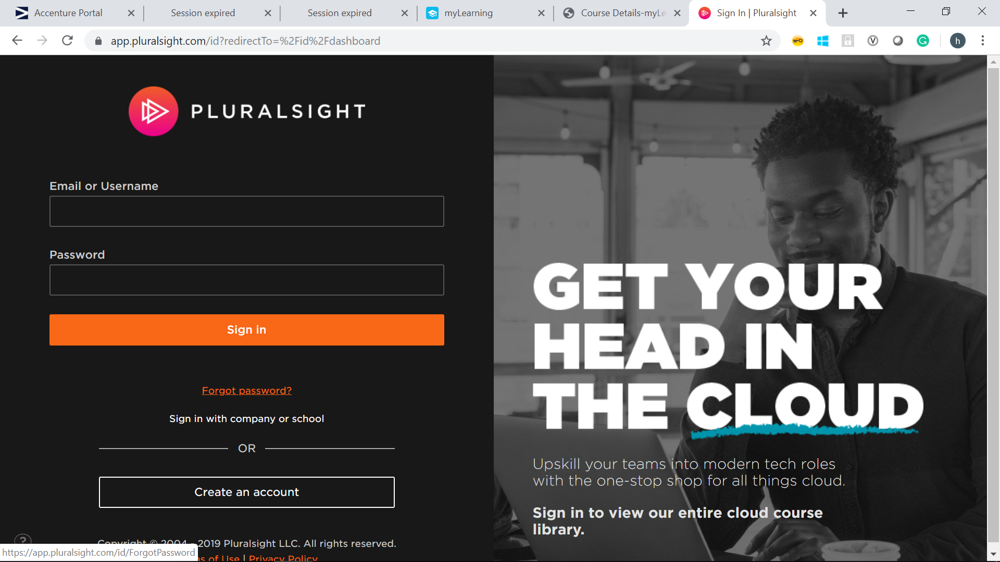 Accenture Portal
Session expired
Session expired
myLearning
Course Details-myLe
Sign In | Pluralsight
app.pluralsight.com/id?redirectTo=%2Fid%2Fdashboard
h
PLURALSIGHT
Email or Username
Password
Sign in
Forgot password?
Sign in with company or school
OR
Create an account
?
Copyright © 2004 - 2019 Pluralsight LLC. All rights reserved.
of Use | Privacy Policy
https://app.pluralsight.com/id/ForgotPassword
GET YOUR
HEAD IN
THE CLOUD
Upskill your teams into modern tech roles
with the one-stop shop for all things cloud.
Sign in to view our entire cloud course
library.